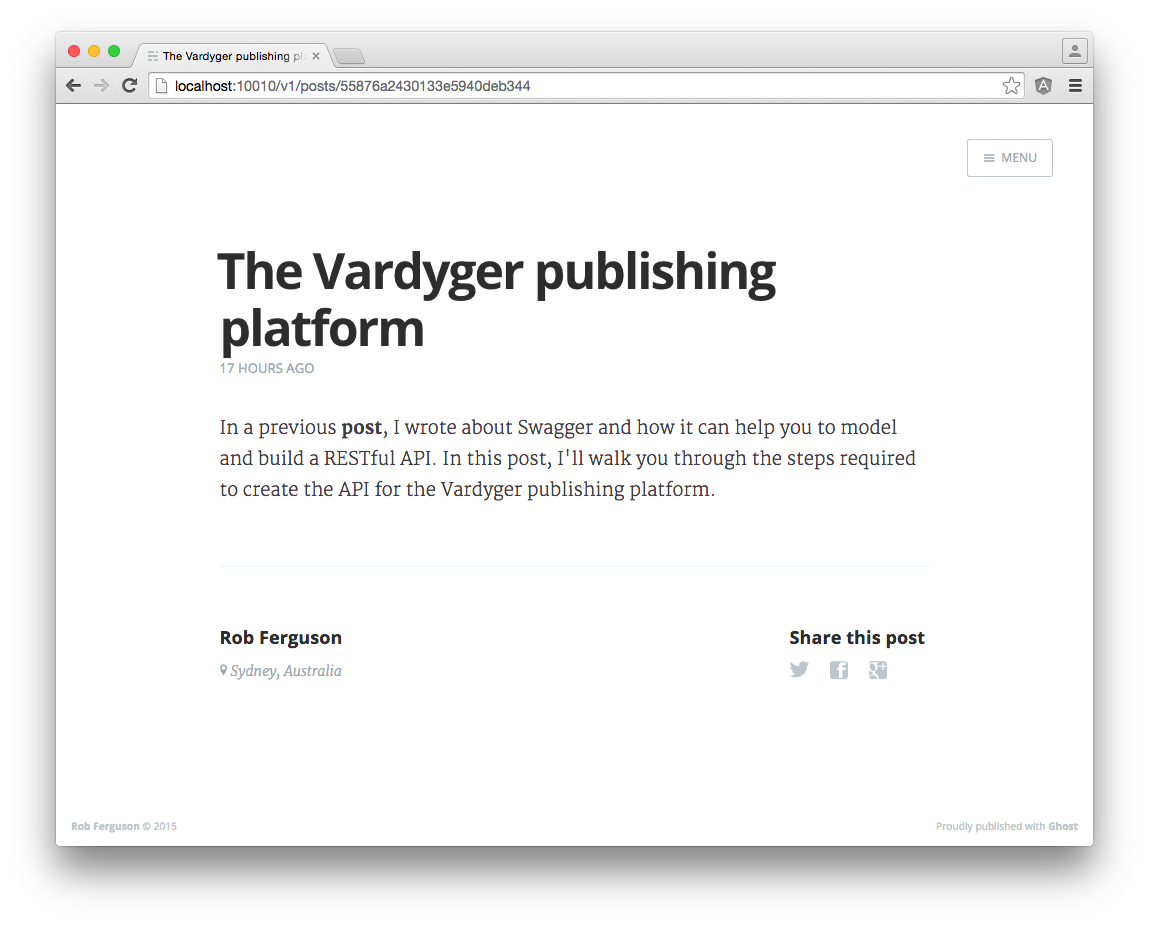 The Vardyger publishing pl
localhost:10010/v1/posts/55876a2430133e5940deb344
MENU
The Vardyger publishing
platform
17 HOURS AGO
In a previous post, I wrote about Swagger and how it can help you to model
and build a RESTful API. In this post, I'll walk you through the steps required
to create the API for the Vardyger publishing platform.
Rob Ferguson
Share this post
Sydney, Australia
Rob Ferguson © 2015
Proudly published with Ghost